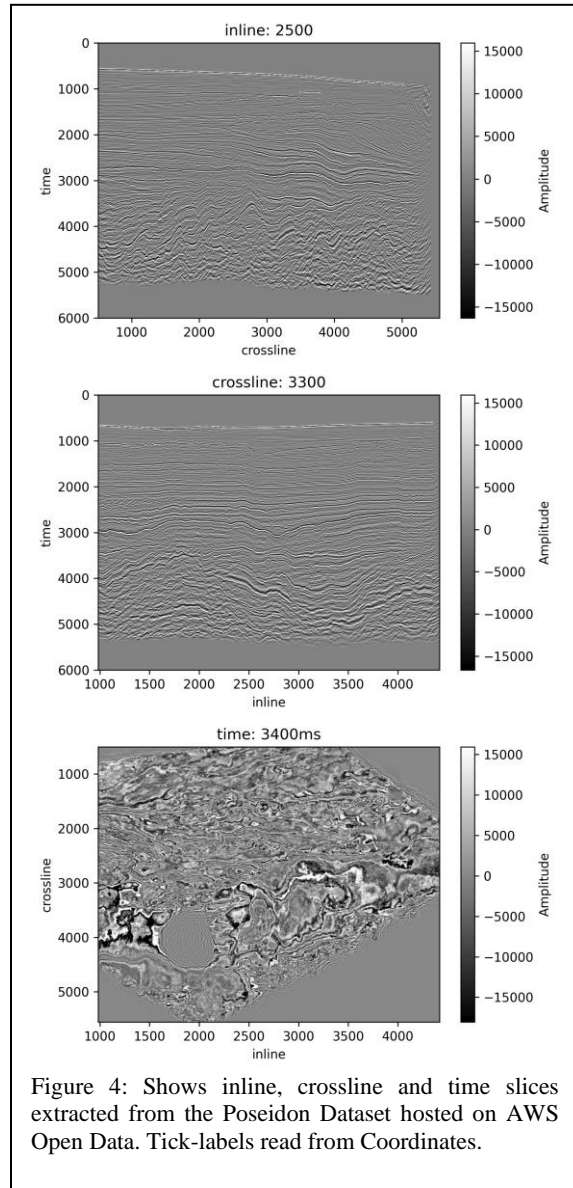 inline: 2500
0
1000
2000
3000
4000
5000
6000
time
1000 2000 3000 4000 5000
crossline
15000
10000
5000
0
−5000
−10000
−15000
Amplitude
crossline: 3300
0
1000
2000
3000
4000
5000
6000
time
1000 1500 2000 2500 3000 3500 4000
inline
15000
10000
5000
0
−5000
−10000
−15000
Amplitude
time: 3400ms
1000
2000
3000
4000
5000
crossline
1000 1500 2000 2500 3000 3500 4000
inline
15000
10000
5000
0
−5000
−10000
−15000
Amplitude
Figure 4: Shows inline, crossline and time slices
extracted from the Poseidon Dataset hosted on AWS
Open Data. Tick-labels read from Coordinates.